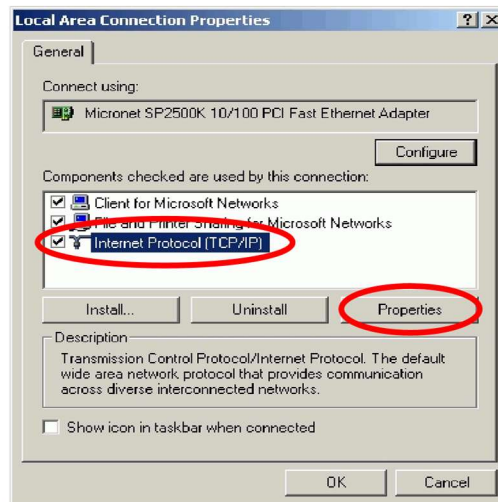 Local Area Connection Properties
General
Connect using:
Micronet SP2500K 10/100 PCI Fast Ethernet Adapter
Configure
Components checked are used by this connection:
Client for Microsoft Networks
File and Printer Sharing for Microsoft Networks
Internet Protocol (TCP/IP)
Install... Uninstall Properties
Description
Transmission Control Protocol/Internet Protocol. The default
wide area network protocol that provides communication
across diverse interconnected networks.
Show icon in taskbar when connected
OK Cancel